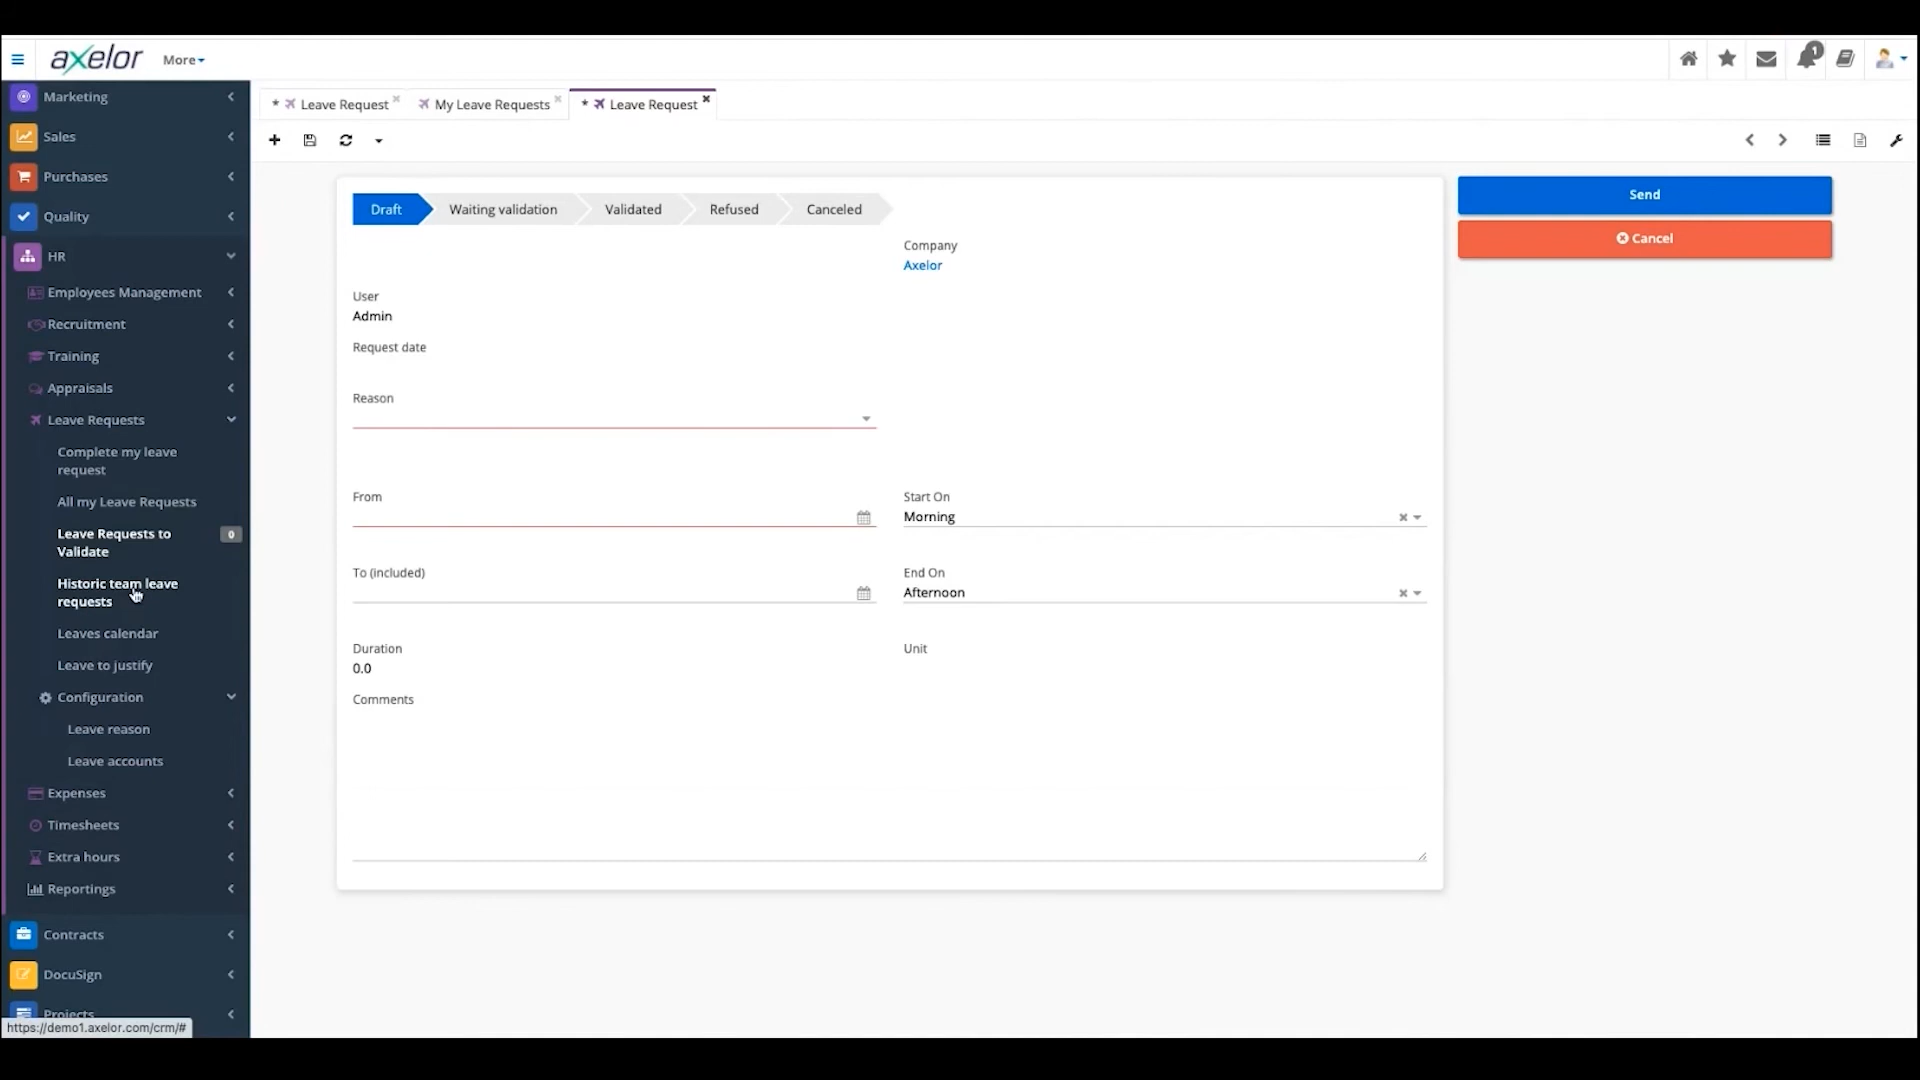 axelor
More
1
Marketing
Sales
Purchases
Quality
HR
Employees Management
Recruitment
Training
Appraisals
Leave Requests
Complete my leave
request
All my Leave Requests
Leave Requests to
Validate
0
Historic team leave
requests
Leaves calendar
Leave to justify
Configuration
Leave reason
Leave accounts
Expenses
Timesheets
Extra hours
Reportings
Contracts
DocuSign
Projects
https://demo1.axelor.com/crm/#
* Leave Request
My Leave Requests
* Leave Request
Draft
Waiting validation
Validated
Refused
Canceled
Company
Axelor
User
Admin
Request date
Reason
From
Start On
Morning
To (included)
End On
Afternoon
Duration
0.0
Unit
Comments
Send
Cancel